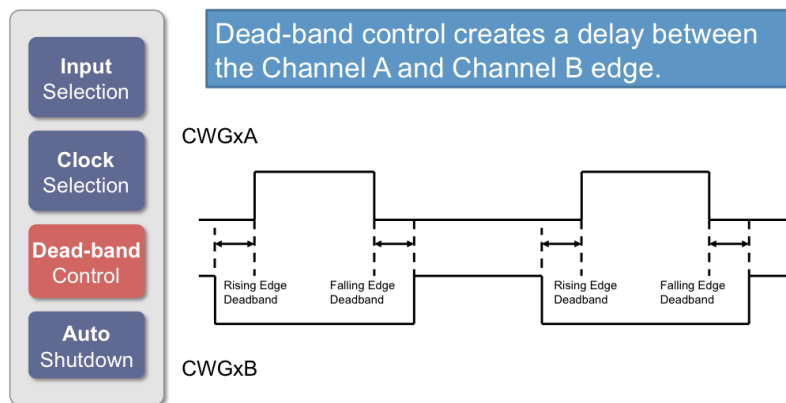 Input
Selection
Clock
Selection
Dead-band
Control
Auto
Shutdown
Dead-band control creates a delay between
the Channel A and Channel B edge.
CWGxA
Rising Edge
Deadband
Falling Edge
Deadband
Rising Edge
Deadband
Falling Edge
Deadband
CWGxB